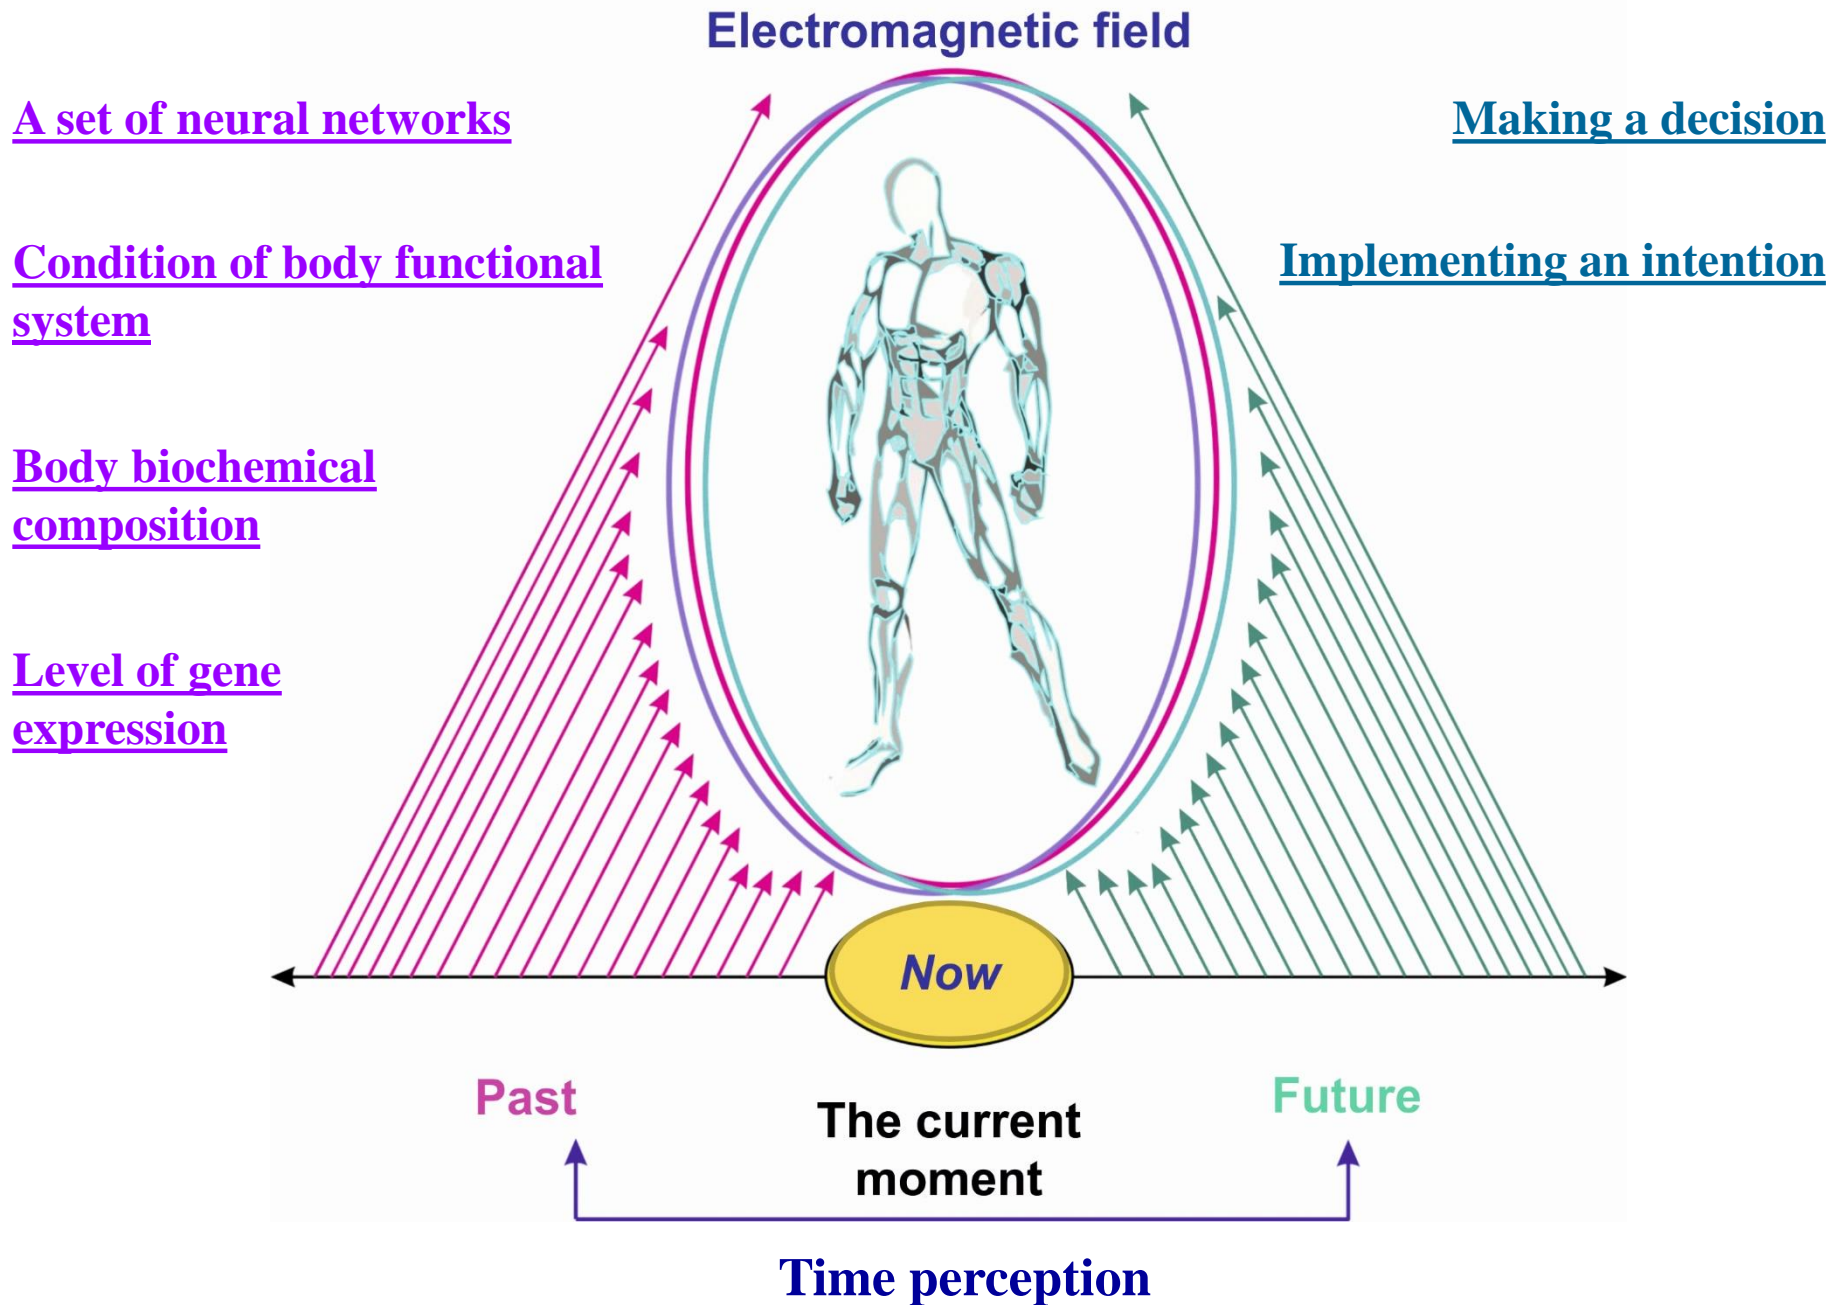 Electromagnetic field
A set of neural networks
Making a decision
Condition of body functional
system
Implementing an intention
Body biochemical
composition
Level of gene
expression
Now
Past
The current
moment
Future
Time perception